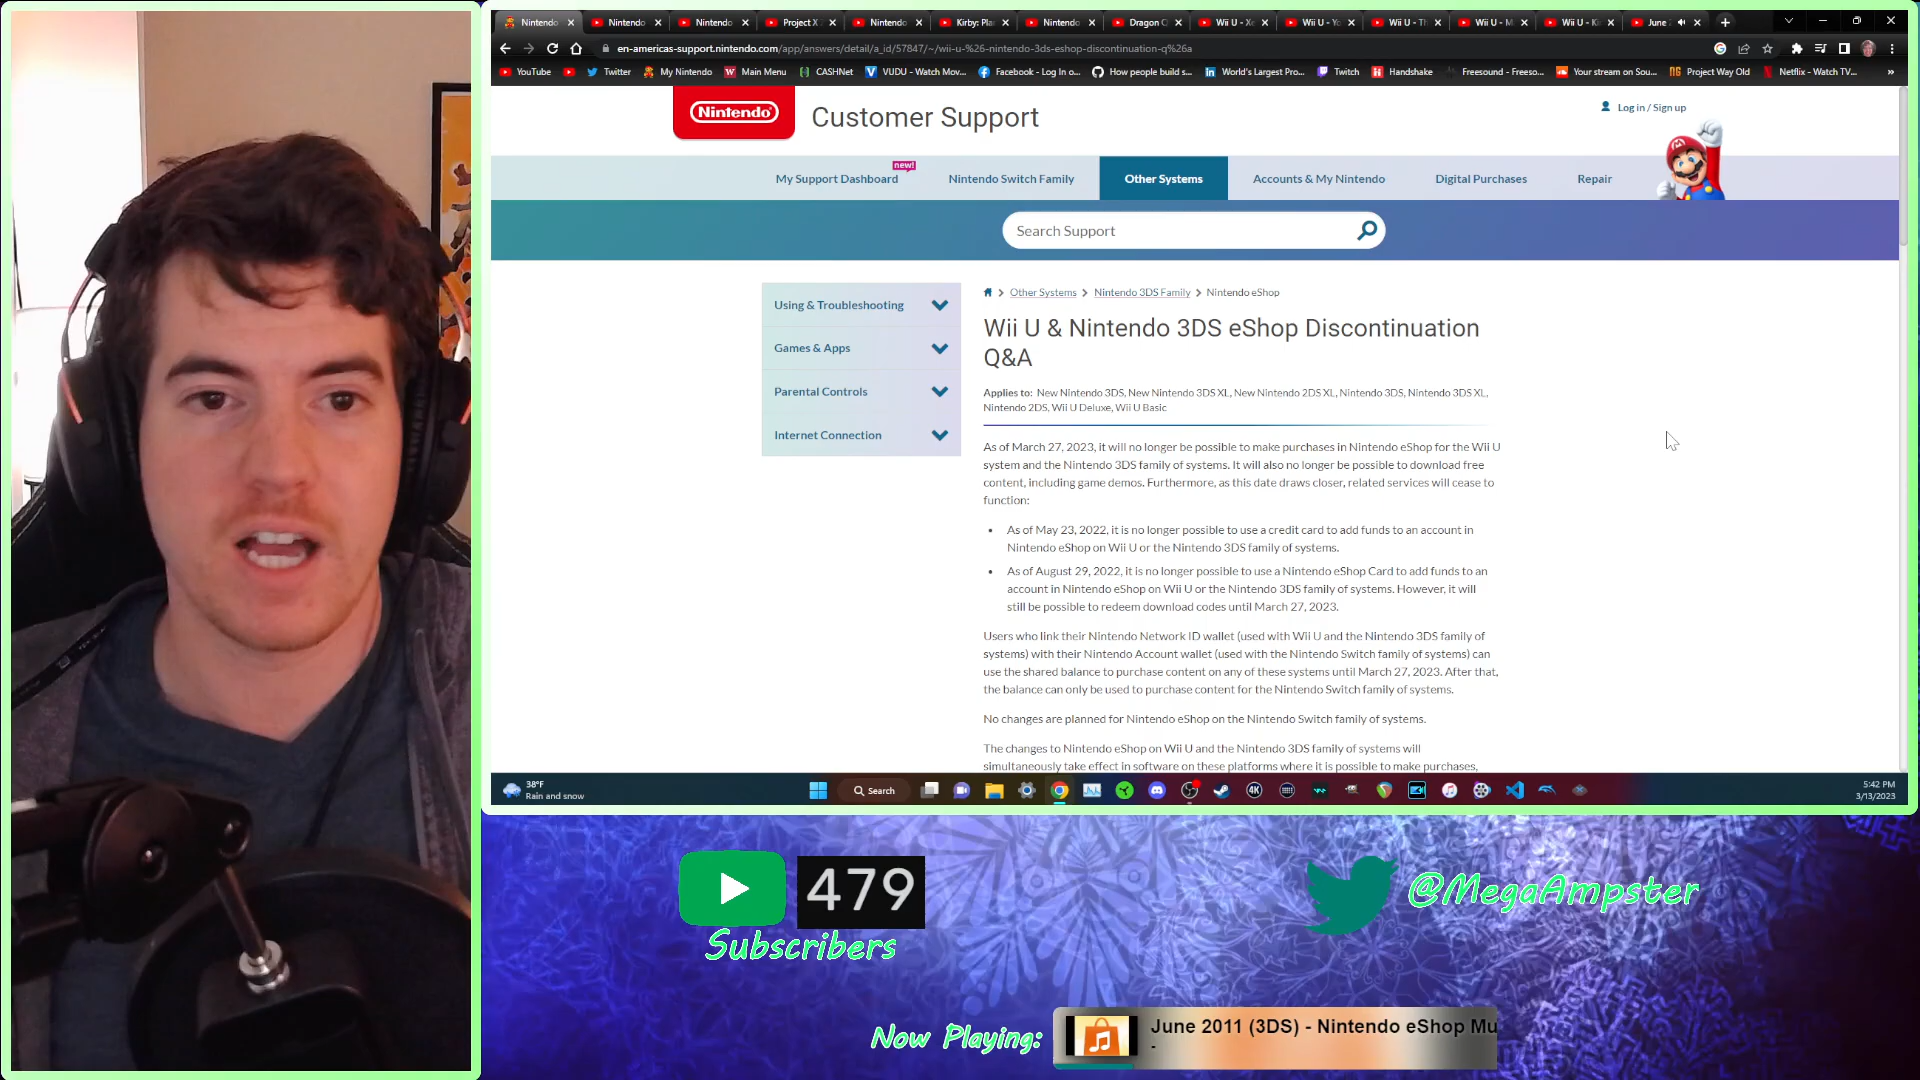 Nintendo
Nintendo
Nintendo
Project X
Nintendo
Kirby: Pla
Nintendo
Dragon Q
Wii U - Xe
Wii U - Yo
Wii U - Th
Wii U - M
Wii U - Ki
June
en-americas-support.nintendo.com/app/answers/detail/a_id/57847/~/wii-u-%26-nintendo-3ds-eshop-discontinuation-q%26a
YouTube
Twitter
My Nintendo
Main Menu
CASHNet
VUDU - Watch Mov...
Facebook - Log In o...
How people build s...
World's Largest Pro...
Twitch
Handshake
Freesound - Freeso...
Your stream on Sou...
Project Way Old
Netflix - Watch TV...
Nintendo
Customer Support
Log in / Sign up
My Support Dashboard
new!
Nintendo Switch Family
Other Systems
Accounts & My Nintendo
Digital Purchases
Repair
Search Support
Using & Troubleshooting
Games & Apps
Parental Controls
Internet Connection
Other Systems > Nintendo 3DS Family > Nintendo eShop
Wii U & Nintendo 3DS eShop Discontinuation
Q&A
Applies to: New Nintendo 3DS, New Nintendo 3DS XL, New Nintendo 2DS XL, Nintendo 3DS, Nintendo 3DS XL,
Nintendo 2DS, Wii U Deluxe, Wii U Basic
As of March 27, 2023, it will no longer be possible to make purchases in Nintendo eShop for the Wii U
system and the Nintendo 3DS family of systems. It will also no longer be possible to download free
content, including game demos. Furthermore, as this date draws closer, related services will cease to
function:
• As of May 23, 2022, it is no longer possible to use a credit card to add funds to an account in
Nintendo eShop on Wii U or the Nintendo 3DS family of systems.
• As of August 29, 2022, it is no longer possible to use a Nintendo eShop Card to add funds to an
account in Nintendo eShop on Wii U or the Nintendo 3DS family of systems. However, it will
still be possible to redeem download codes until March 27, 2023.
Users who link their Nintendo Network ID wallet (used with Wii U and the Nintendo 3DS family of
systems) with their Nintendo Account wallet (used with the Nintendo Switch family of systems) can
use the shared balance to purchase content on any of these systems until March 27, 2023. After that,
the balance can only be used to purchase content for the Nintendo Switch family of systems.
No changes are planned for Nintendo eShop on the Nintendo Switch family of systems.
The changes to Nintendo eShop on Wii U and the Nintendo 3DS family of systems will
simultaneously take effect in software on these platforms where it is possible to make purchases,
38°F
Rain and snow
Search
5:42 PM
3/13/2023
479
Subscribers
@MegaAmpster
Now Playing:
June 2011 (3DS) - Nintendo eShop Mu
-